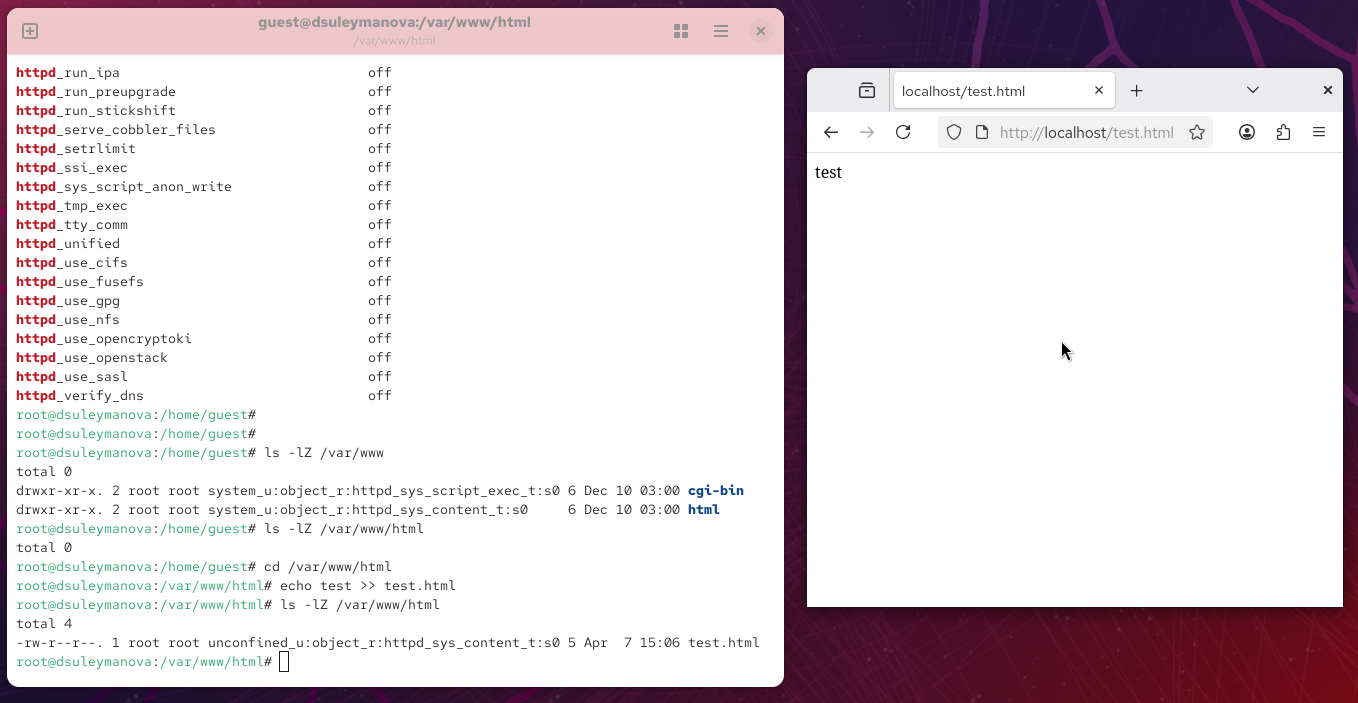 guest@dsuleymanova:/var/www/html
/var/www/html
httpd_run_ipa                               off
httpd_run_preupgrade                        off
httpd_run_stickshift                        off
httpd_serve_cobbler_files                   off
httpd_setrlimit                             off
httpd_ssi_exec                              off
httpd_sys_script_anon_write                 off
httpd_tmp_exec                              off
httpd_tty_comm                              off
httpd_unified                               off
httpd_use_cifs                              off
httpd_use_fusefs                            off
httpd_use_gpg                               off
httpd_use_nfs                               off
httpd_use_opencryptoki                      off
httpd_use_openstack                         off
httpd_use_sasl                              off
httpd_verify_dns                            off
root@dsuleymanova:/home/guest#
root@dsuleymanova:/home/guest#
root@dsuleymanova:/home/guest# ls -lZ /var/www
total 0
drwxr-xr-x. 2 root root system_u:object_r:httpd_sys_script_exec_t:s0 6 Dec 10 03:00 cgi-bin
drwxr-xr-x. 2 root root system_u:object_r:httpd_sys_content_t:s0     6 Dec 10 03:00 html
root@dsuleymanova:/home/guest# ls -lZ /var/www/html
total 0
root@dsuleymanova:/home/guest# cd /var/www/html
root@dsuleymanova:/var/www/html# echo test >> test.html
root@dsuleymanova:/var/www/html# ls -lZ /var/www/html
total 4
-rw-r--r--. 1 root root unconfined_u:object_r:httpd_sys_content_t:s0 5 Apr  7 15:06 test.html
root@dsuleymanova:/var/www/html#
localhost/test.html
http://localhost/test.html
test